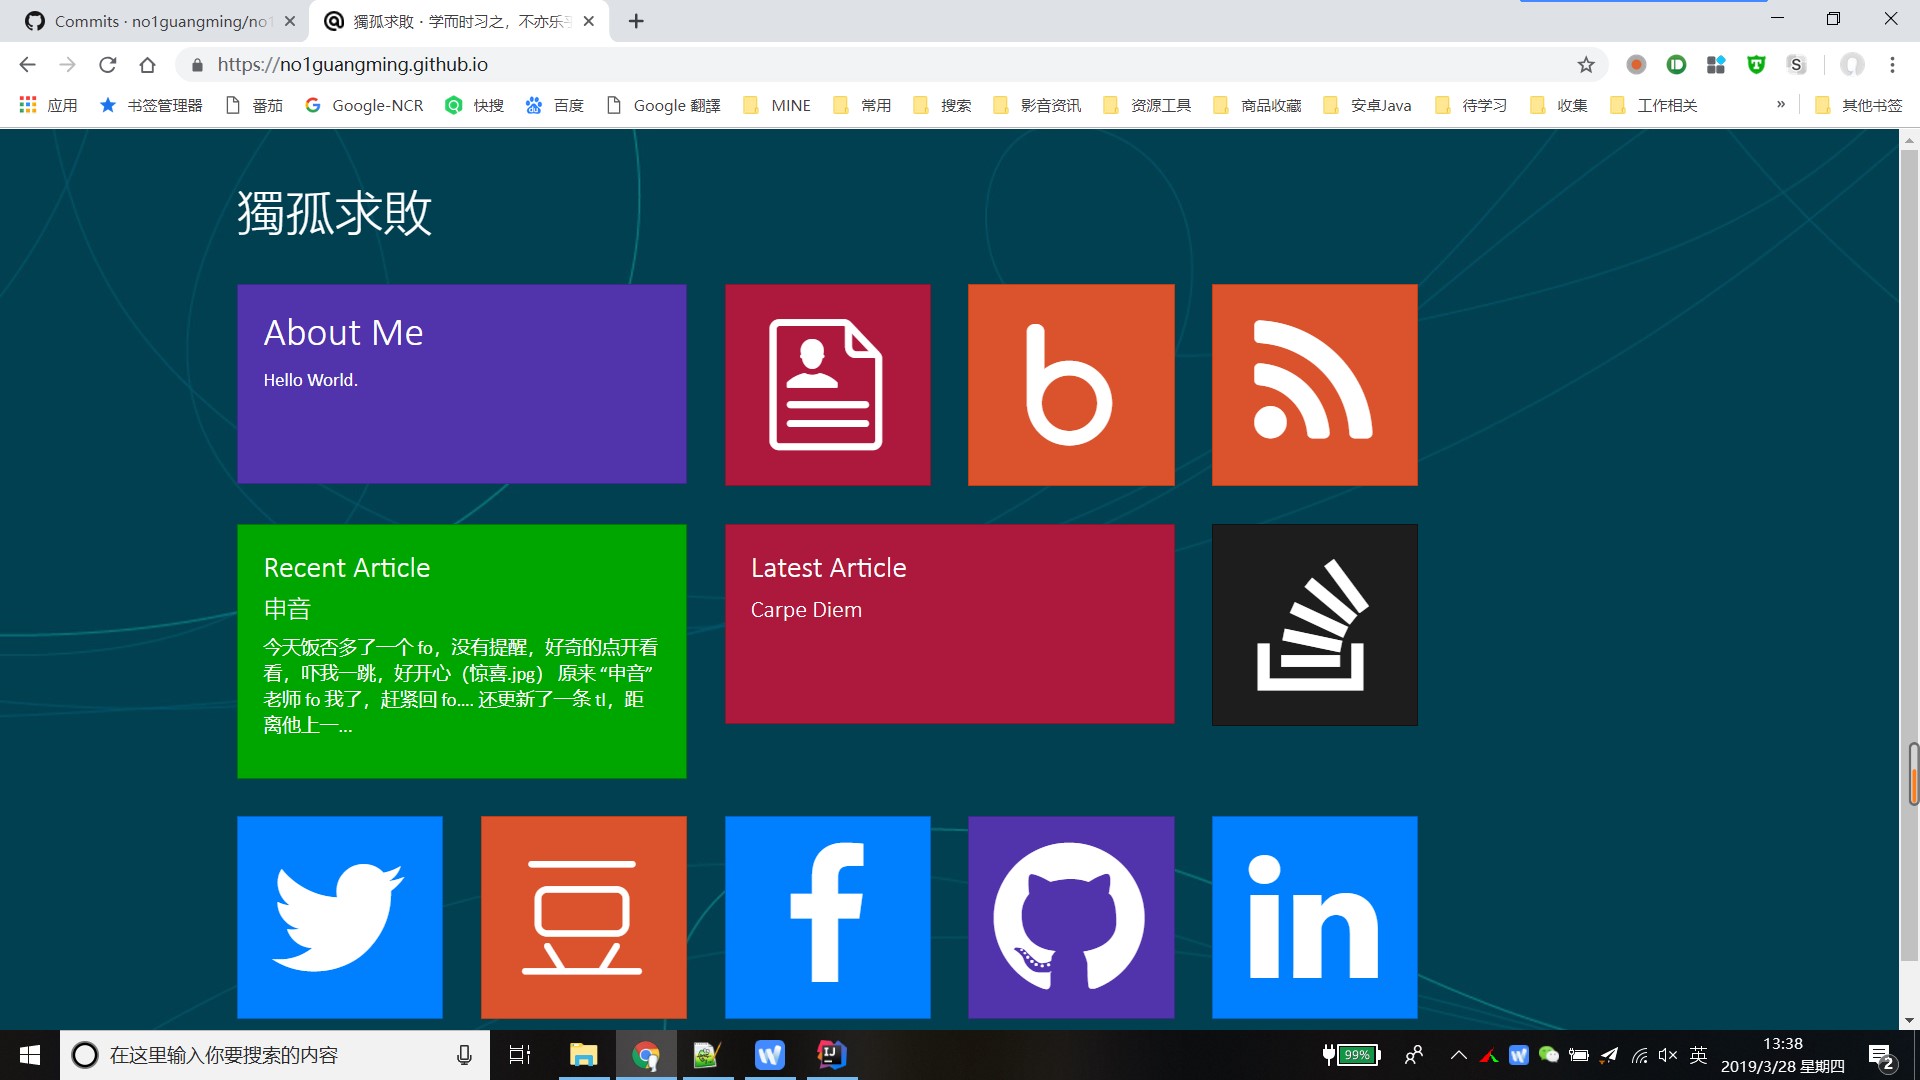 Commits · no1guangming/no1
獨孤求敗 · 学而时习之，不亦乐乎
https://no1guangming.github.io
应用
书签管理器
番茄
Google-NCR
快搜
百度
Google 翻譯
MINE
常用
搜索
影音资讯
资源工具
商品收藏
安卓Java
待学习
收集
工作相关
»
其他书签
獨孤求敗
About Me
Hello World.
Recent Article
申音
今天饭否多了一个 fo，没有提醒，好奇的点开看
看，吓我一跳，好开心（惊喜.jpg） 原来 “申音”
老师 fo 我了，赶紧回 fo.... 还更新了一条 tl，距
离他上一...
Latest Article
Carpe Diem
豆
在这里输入你要搜索的内容
99%
英
13:38
2019/3/28 星期四
2